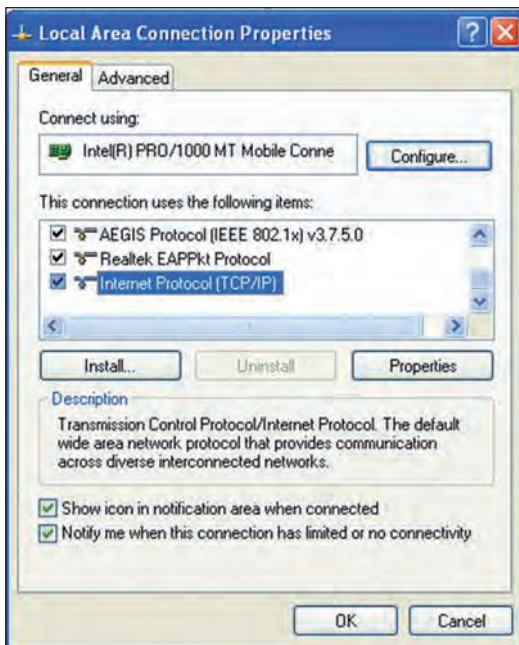 Local Area Connection Properties
General Advanced
Connect using:
Intel(R) PRO/1000 MT Mobile Conne
Configure...
This connection uses the following items:
AEGIS Protocol (IEEE 802.1x) v3.7.5.0
Realtek EAPPkt Protocol
Internet Protocol (TCP/IP)
Install... Uninstall Properties
Description
Transmission Control Protocol/Internet Protocol. The default
wide area network protocol that provides communication
across diverse interconnected networks.
Show icon in notification area when connected
Notify me when this connection has limited or no connectivity
OK Cancel